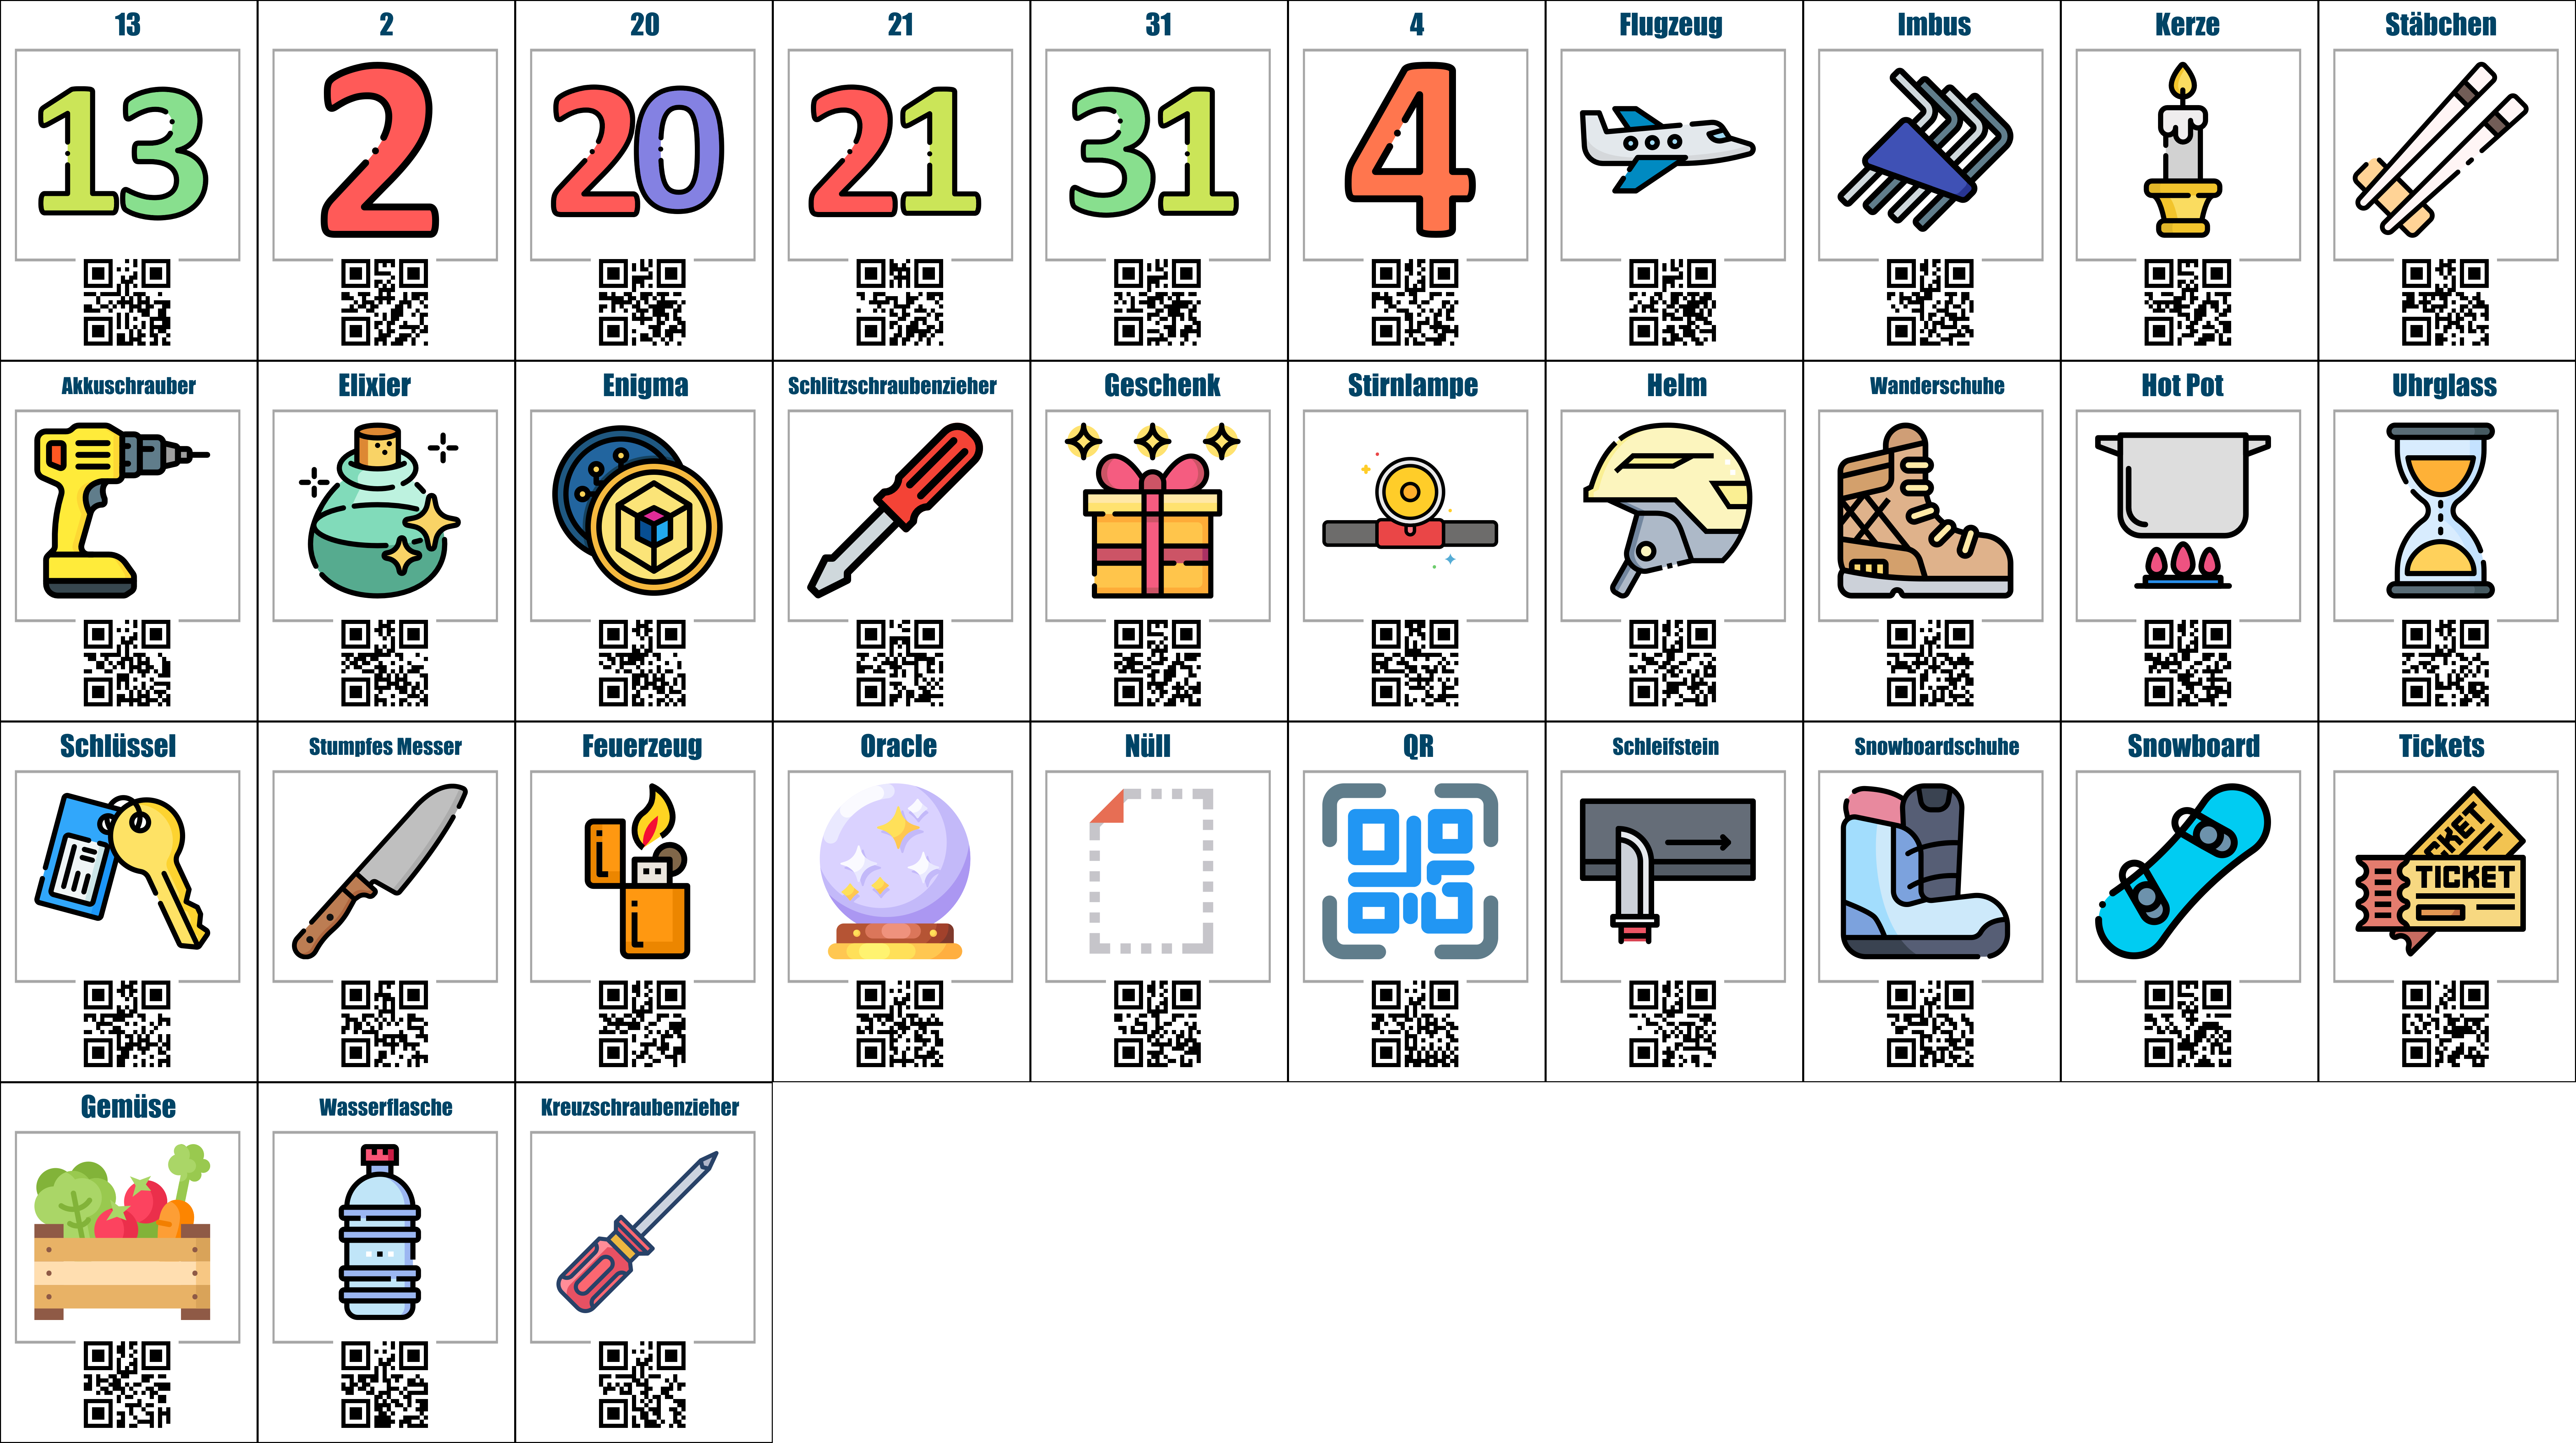 13
2
20
21
31
4
Flugzeug
Imbus
Kerze
Stäbchen
13
2
20
21
31
4
Akkuschrauber
Elixier
Enigma
Schlitzschraubenzieher
Geschenk
Stirnlampe
Helm
Wanderschuhe
Hot Pot
Uhrglass
Schlüssel
Stumpfes Messer
Feuerzeug
Oracle
Nüll
QR
Schleifstein
Snowboardschuhe
Snowboard
Tickets
TICKET
TICKET
Gemüse
Wasserflasche
Kreuzschraubenzieher